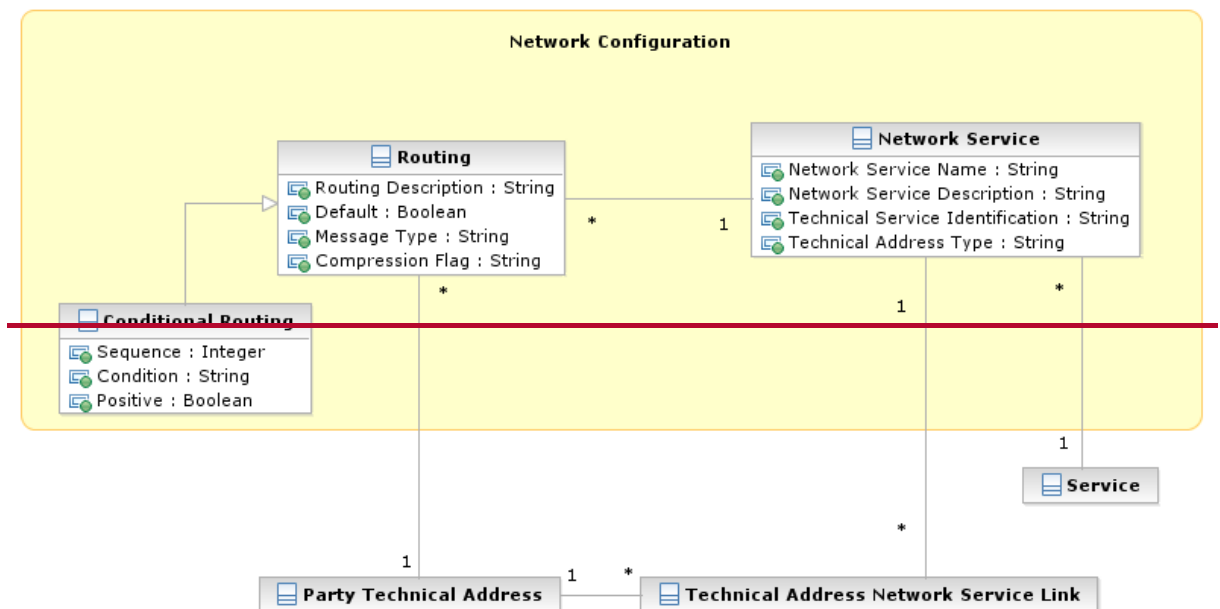 Network Configuration
Routing
Routing Description : String
Default : Boolean
Message Type : String
Compression Flag : String
Network Service
Network Service Name : String
Network Service Description : String
Technical Service Identification : String
Technical Address Type : String
*
1
*
1
*
Conditional Routing
Sequence : Integer
Condition : String
Positive : Boolean
1
Service
*
1
Party Technical Address
1
*
Technical Address Network Service Link